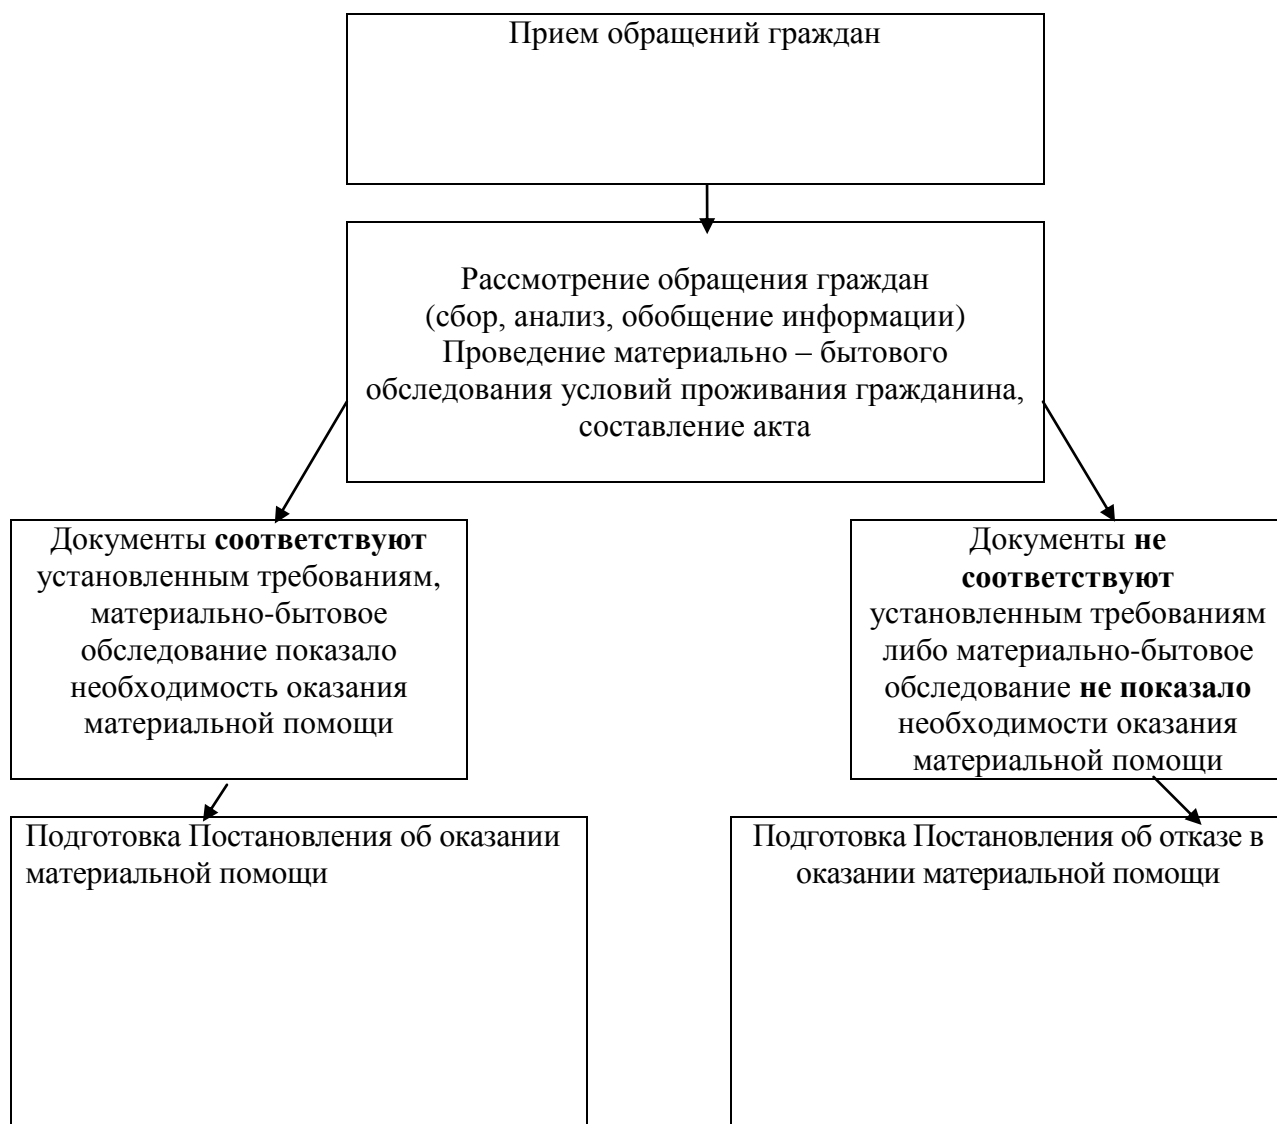 Прием обращений граждан
Рассмотрение обращения граждан
(сбор, анализ, обобщение информации)
Проведение материально – бытового
обследования условий проживания гражданина,
составление акта
Документы соответствуют
установленным требованиям,
материально-бытовое
обследование показало
необходимость оказания
материальной помощи
Документы не
соответствуют
установленным требованиям
либо материально-бытовое
обследование не показало
необходимости оказания
материальной помощи
Подготовка Постановления об оказании
материальной помощи
Подготовка Постановления об отказе в
оказании материальной помощи